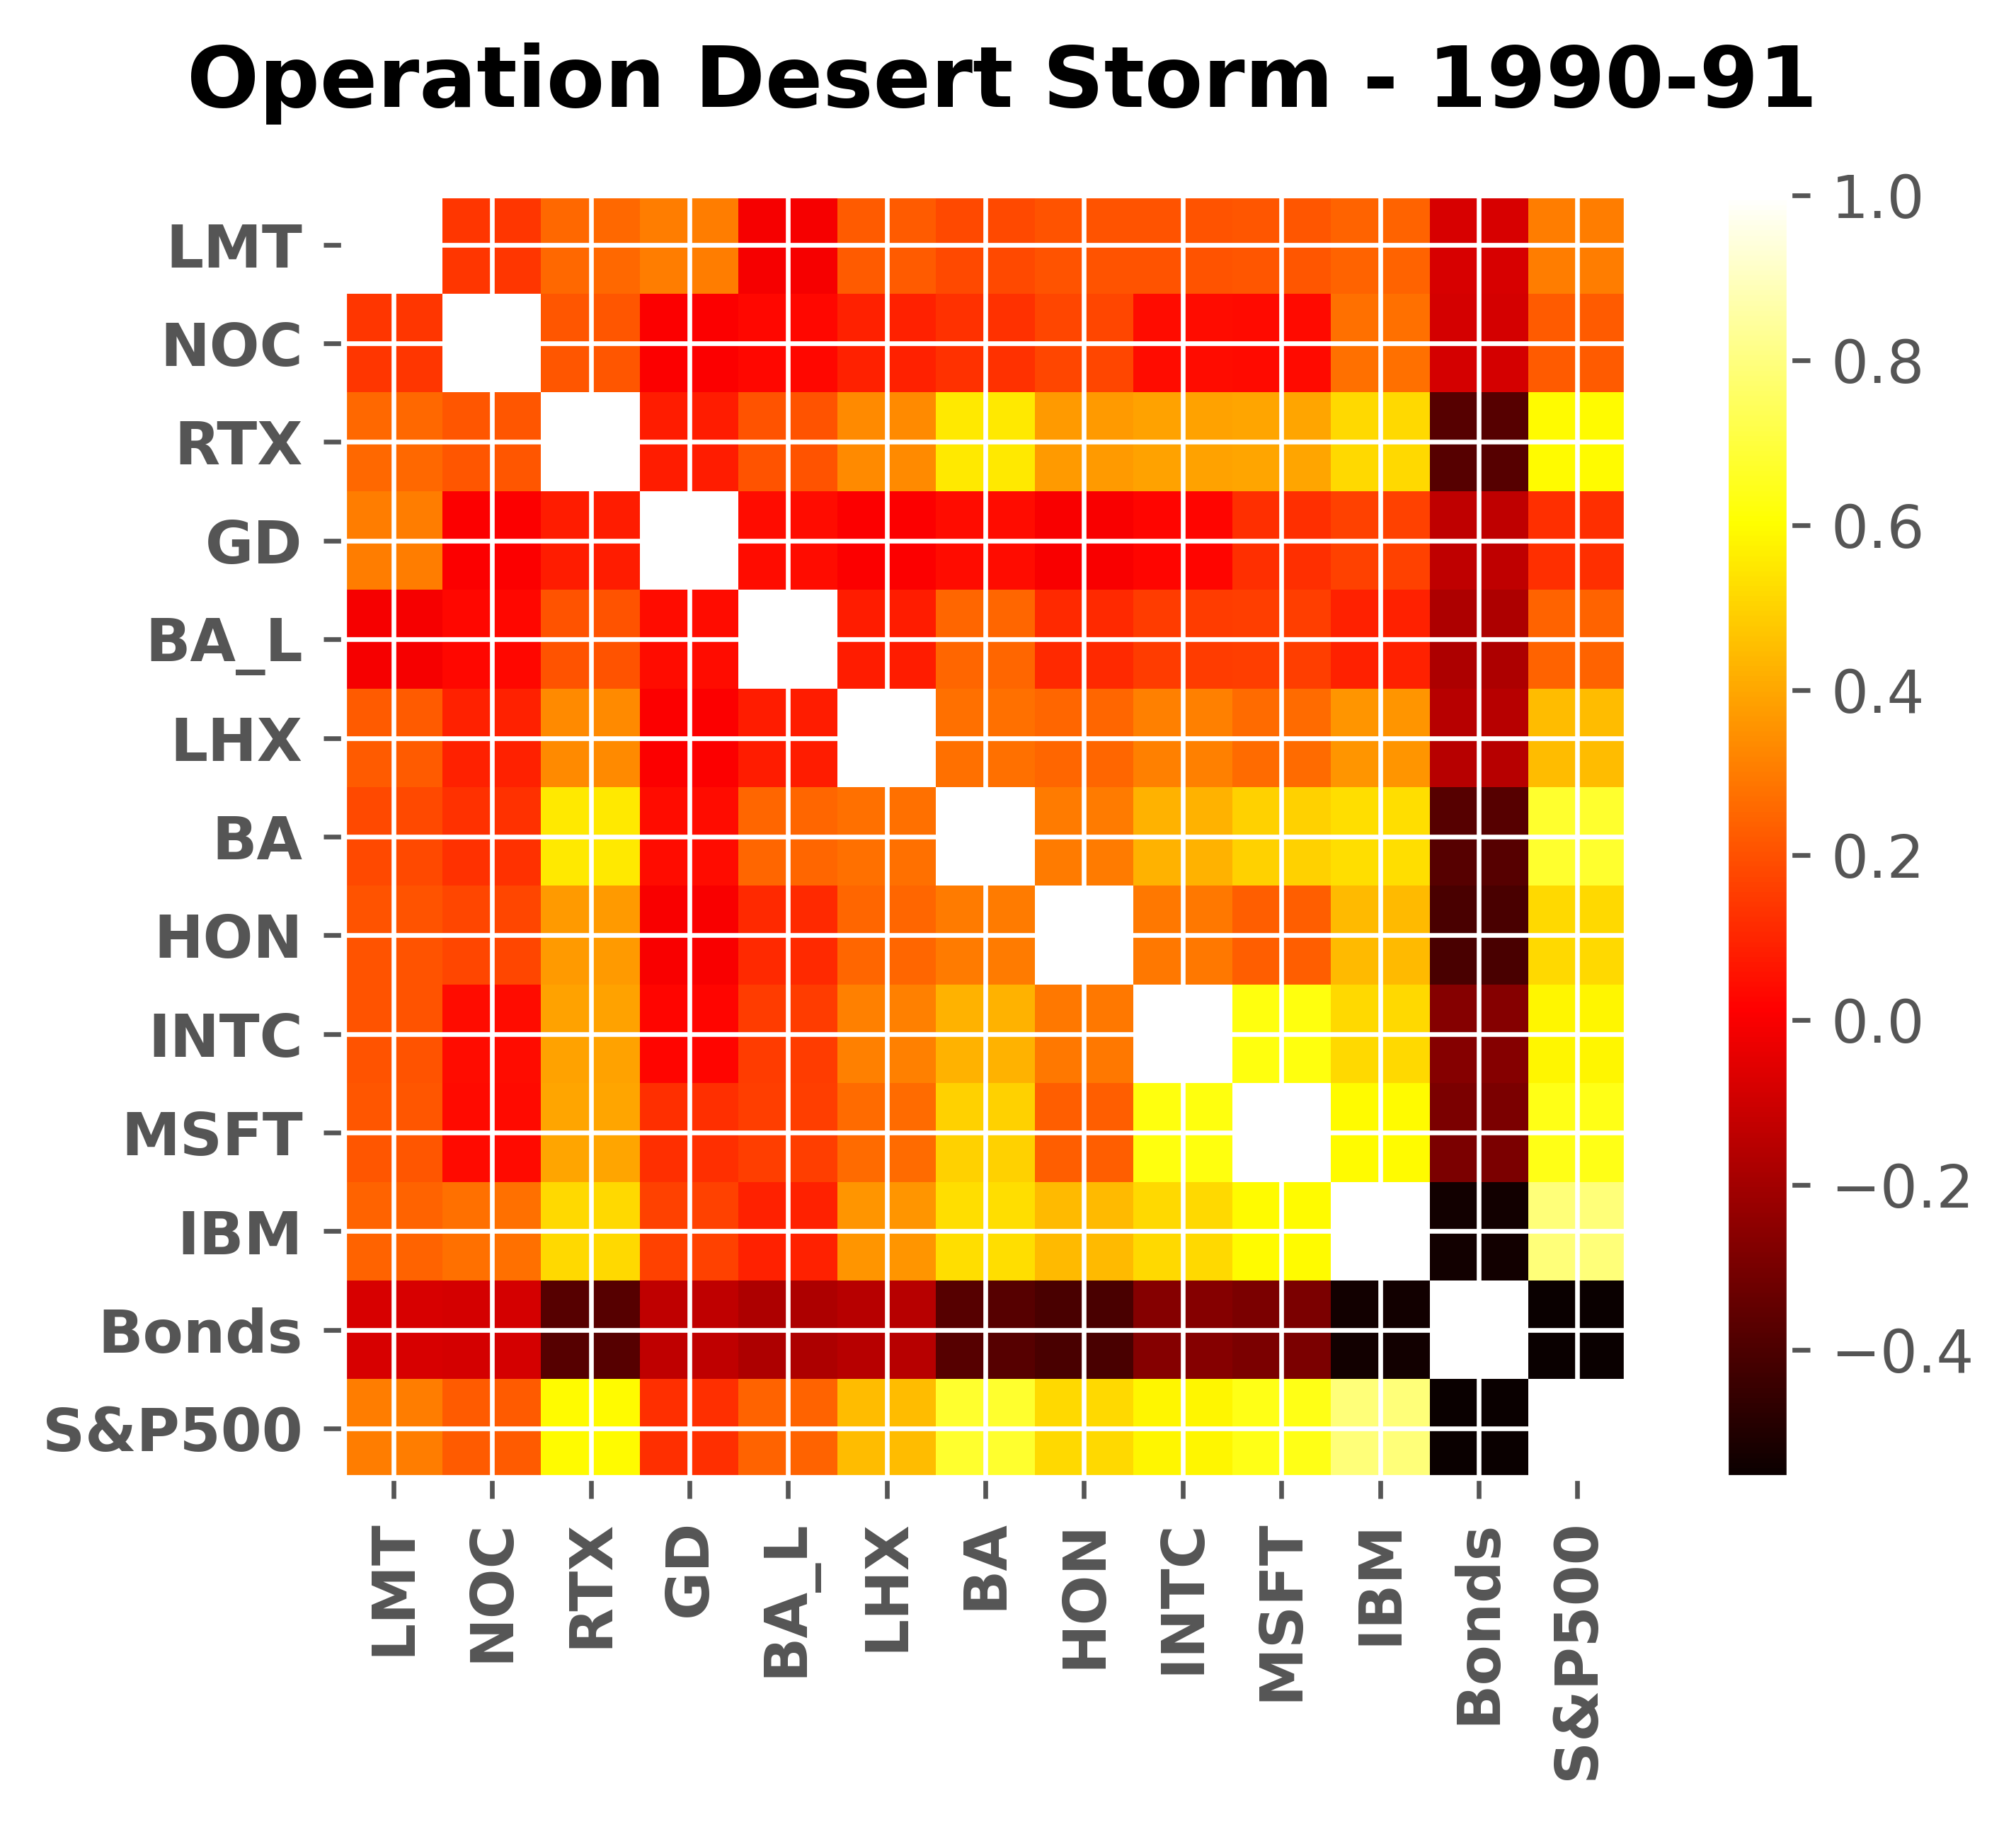 Operation Desert Storm - 1990-91
LMT
NOC
RTX
GD
BA_L
LHX
BA
HON
INTC
MSFT
IBM
Bonds
S&P500
LMT
NOC
RTX
GD
BA_L
LHX
BA
HON
INTC
MSFT
IBM
Bonds
S&P500
1.0
0.8
0.6
0.4
0.2
0.0
−0.2
−0.4